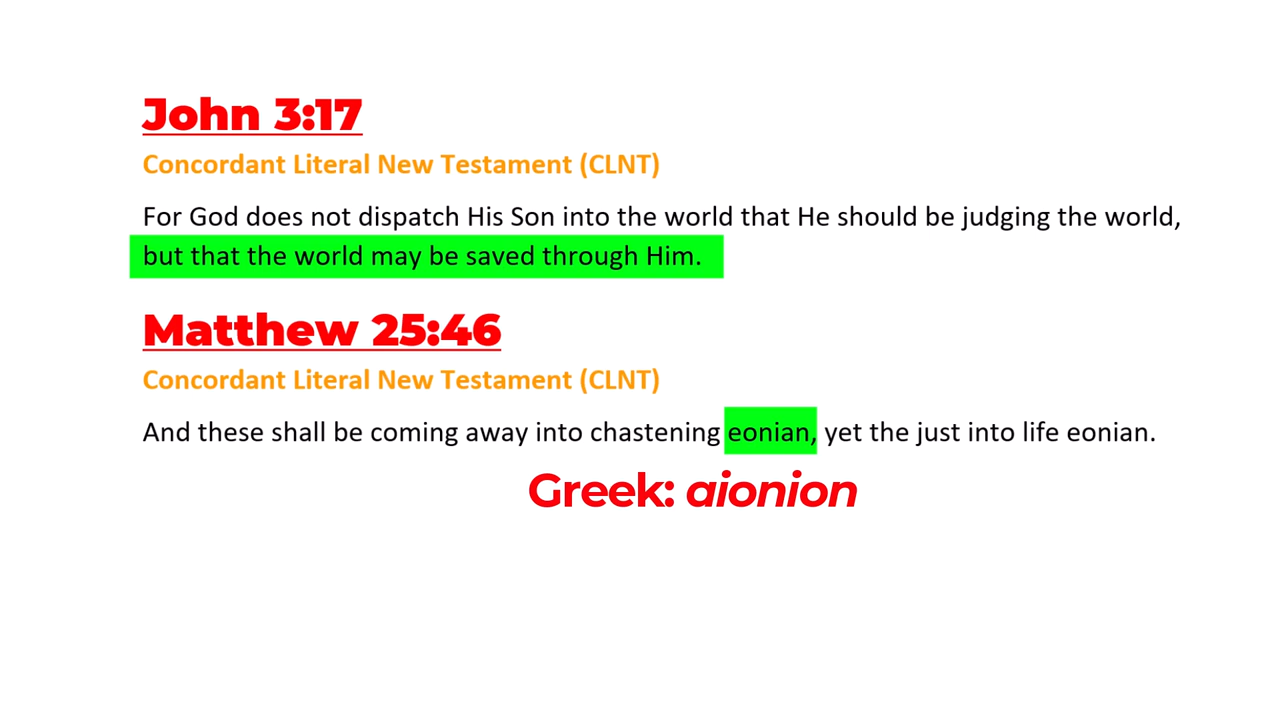 John 3:17
Concordant Literal New Testament (CLNT)
For God does not dispatch His Son into the world that He should be judging the world,
but that the world may be saved through Him.
Matthew 25:46
Concordant Literal New Testament (CLNT)
And these shall be coming away into chastening eonian, yet the just into life eonian.
Greek: aionion